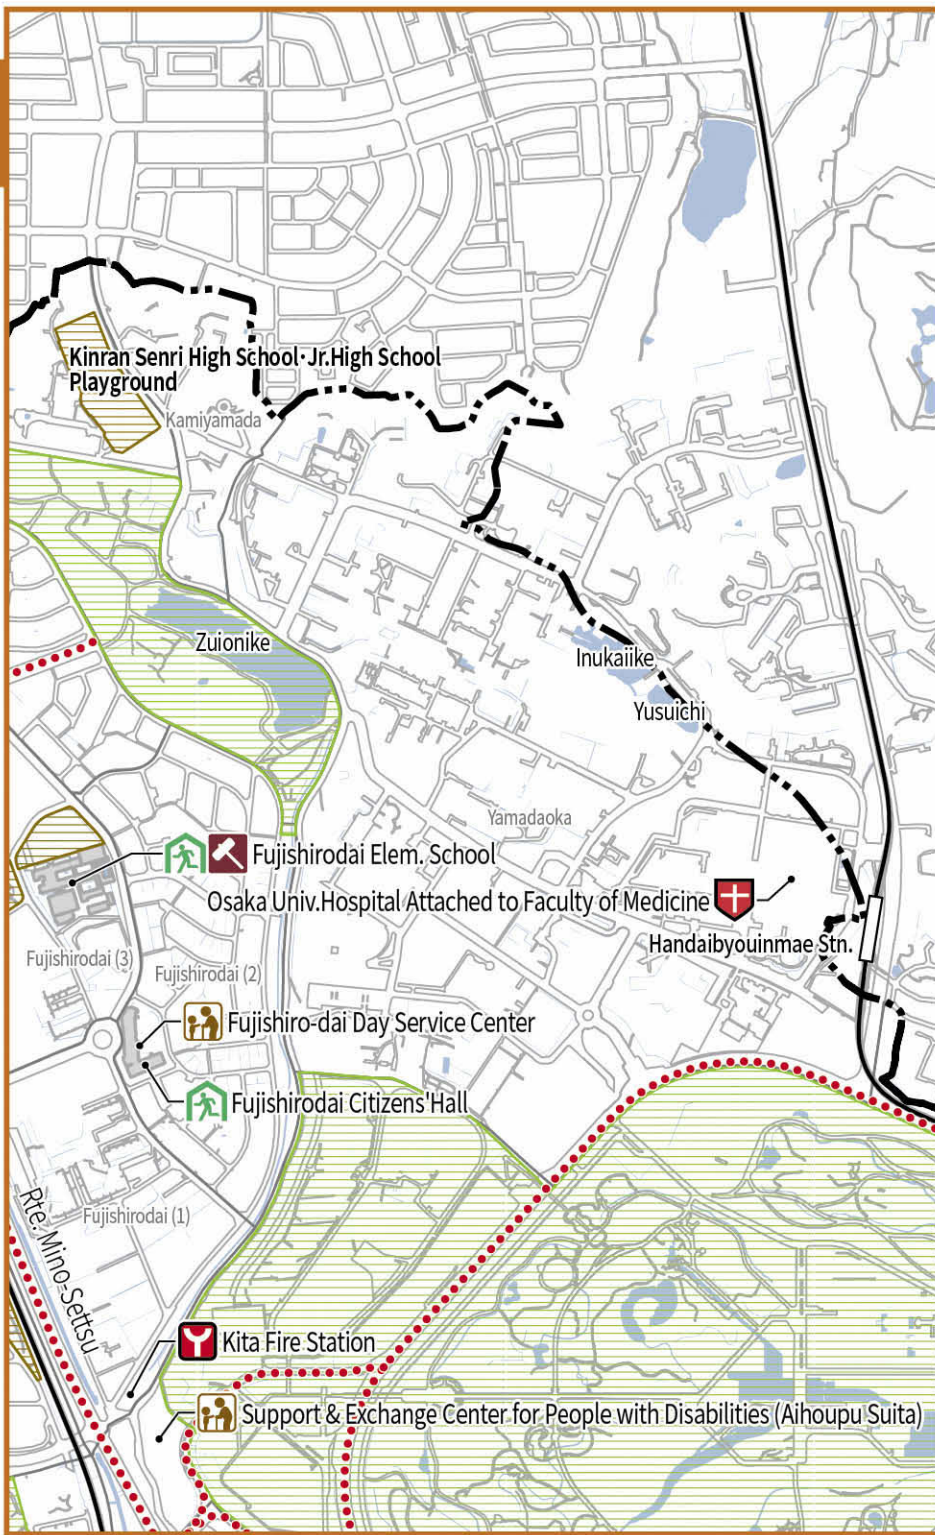 Kinran Senri High School･Jr.High School
Playground
Kamiyamada
Zuionike
Inukaiike
Yusuichi
Yamadaoka
Fujishirodai Elem. School
Osaka Univ.Hospital Attached to Faculty of Medicine
Handaibyouinmae Stn.
Fujishirodai (3)
Fujishirodai (2)
Fujishiro-dai Day Service Center
Fujishirodai Citizens'Hall
Fujishirodai (1)
Rte. Mino-Settsu
Kita Fire Station
Support & Exchange Center for People with Disabilities (Aihoupu Suita)